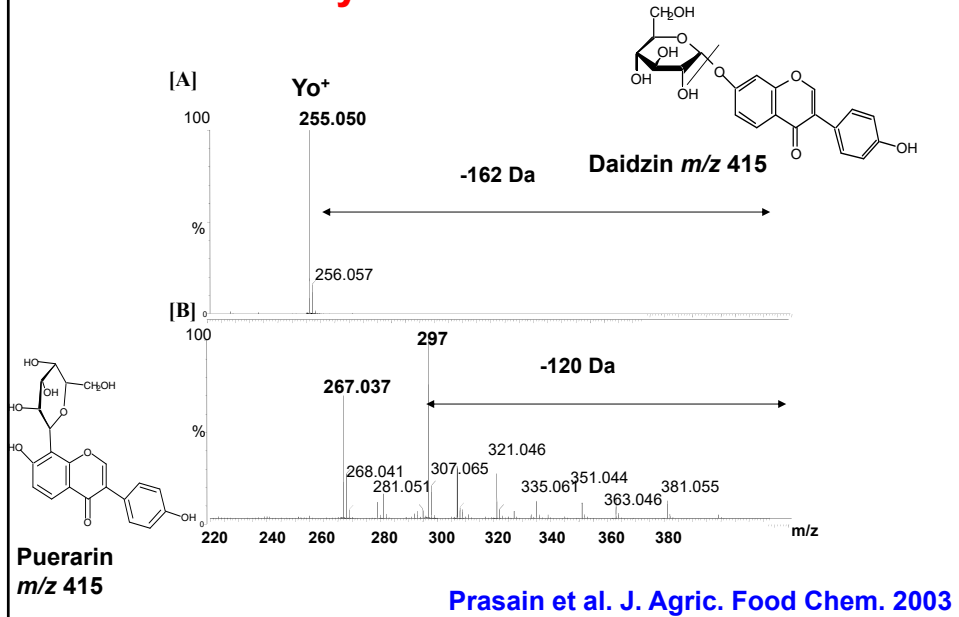 [A]
Yo⁺
100
255.050
-162 Da
%
256.057
0
CH₂OH
O
OH
OH
OH
O
O
O
OH
Daidzin m/z 415
[B]
100
297
-120 Da
267.037
%
268.041
281.051
307.065
321.046
335.061
351.044
363.046
381.055
0
220 240 260 280 300 320 340 360 380 m/z
HO
OH
CH₂OH
HO
O
HO
O
O
OH
Puerarin
m/z 415
Prasain et al. J. Agric. Food Chem. 2003